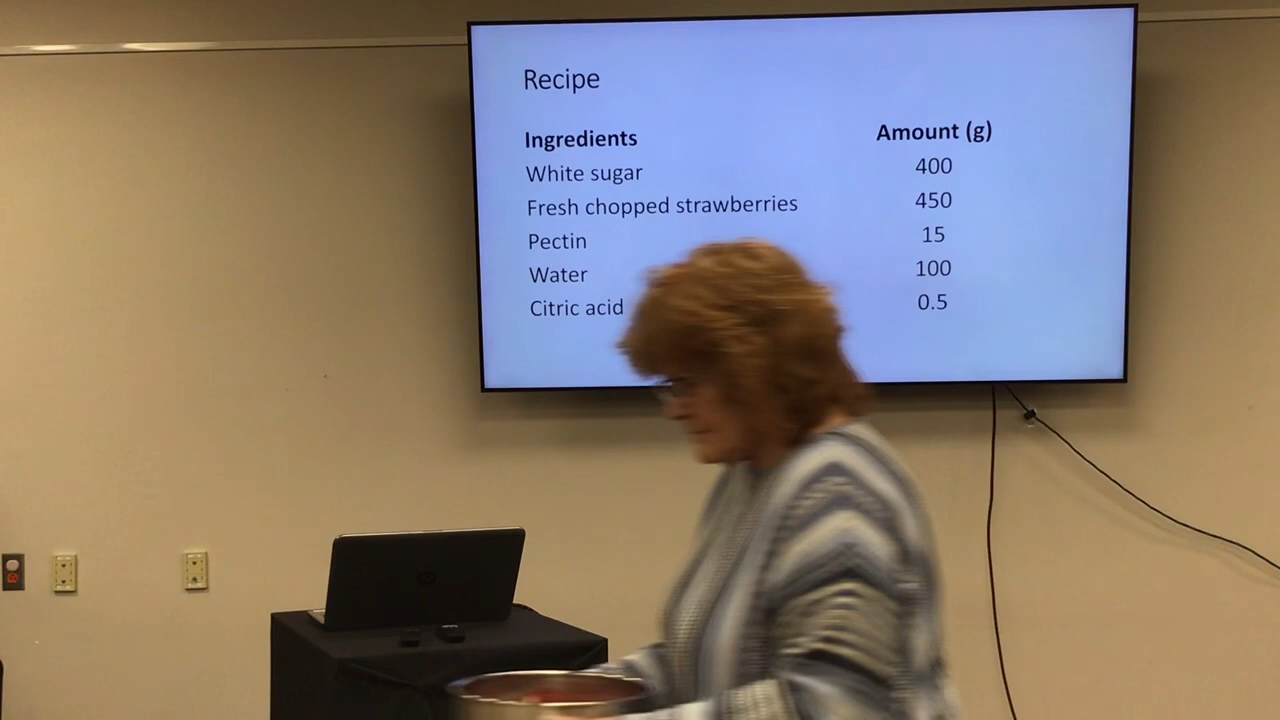 Recipe
Ingredients Amount (g)
White sugar 400
Fresh chopped strawberries 450
Pectin 15
Water 100
Citric acid 0.5